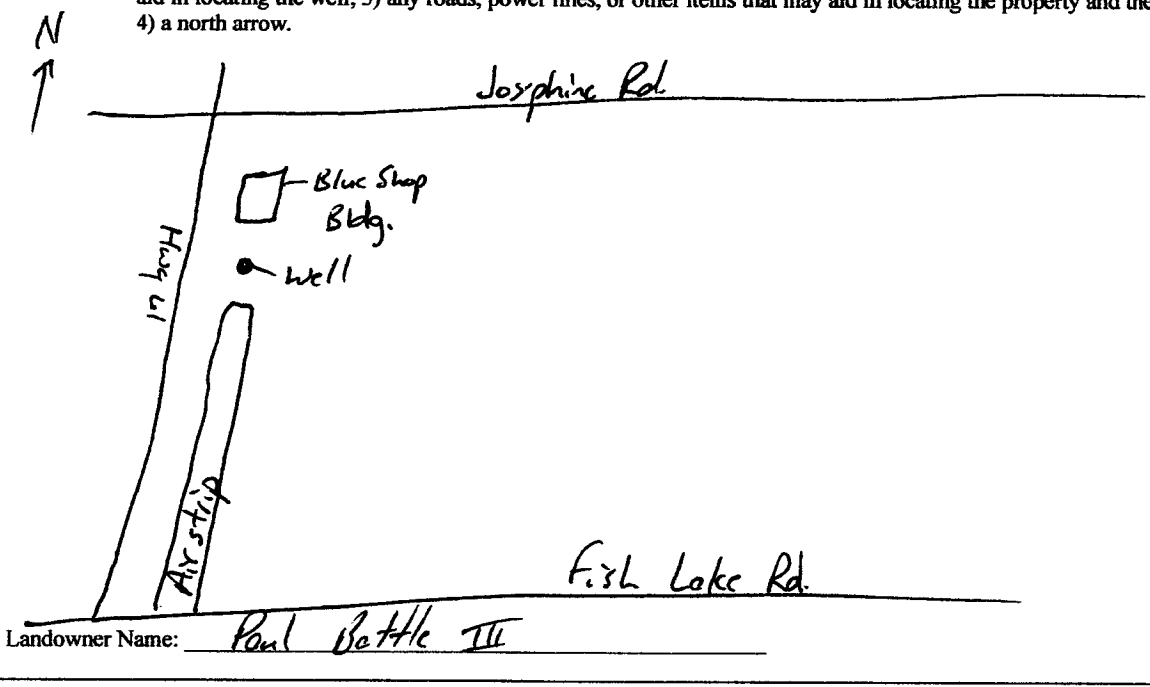 aid in locating the well; 3) any roads, power lines, or other items that may aid in locating the property and the
4) a north arrow.
N
Josphine Rd.
Blue Shop
Bldg.
Well
Hwy 61
Air strip
Fish Lake Rd.
Landowner Name: Paul Battle III